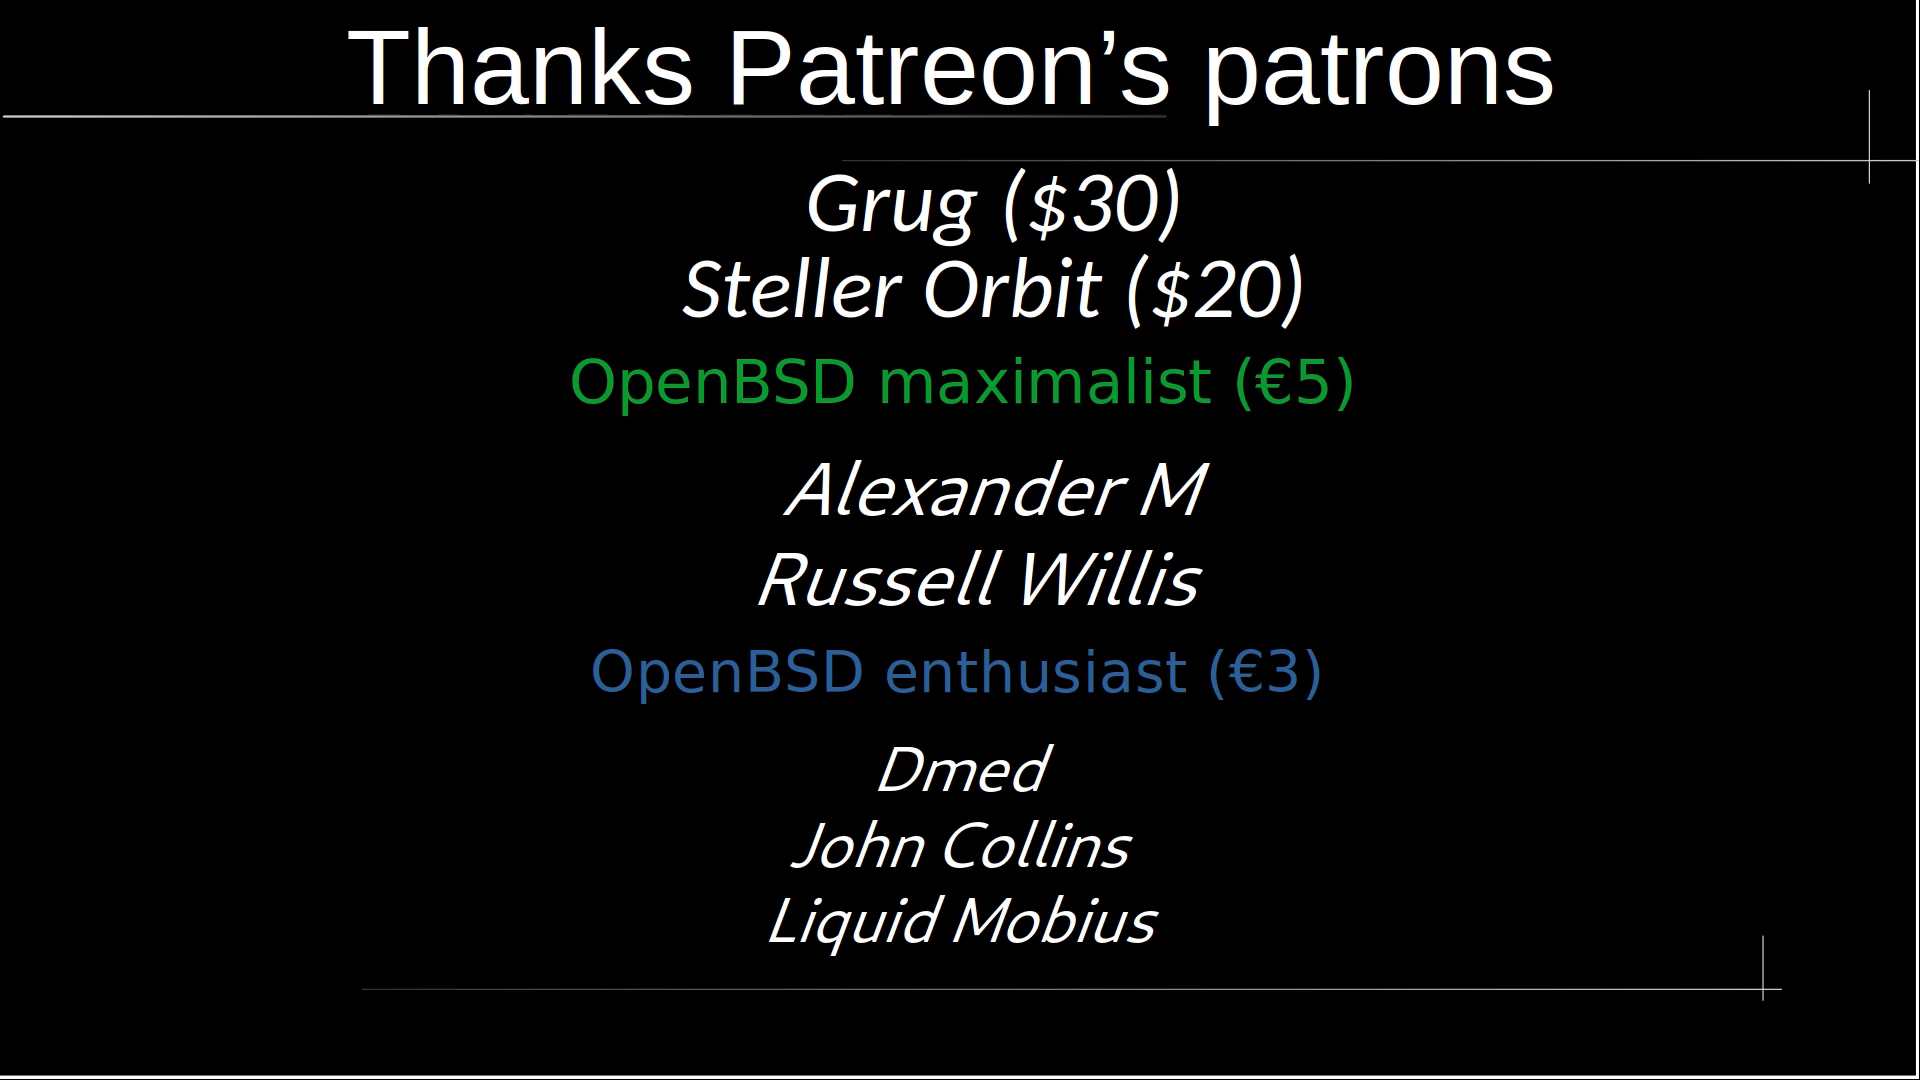 Thanks Patreon’s patrons
Grug ($30)
Steller Orbit ($20)
OpenBSD maximalist (€5)
Alexander M
Russell Willis
OpenBSD enthusiast (€3)
Dmed
John Collins
Liquid Mobius